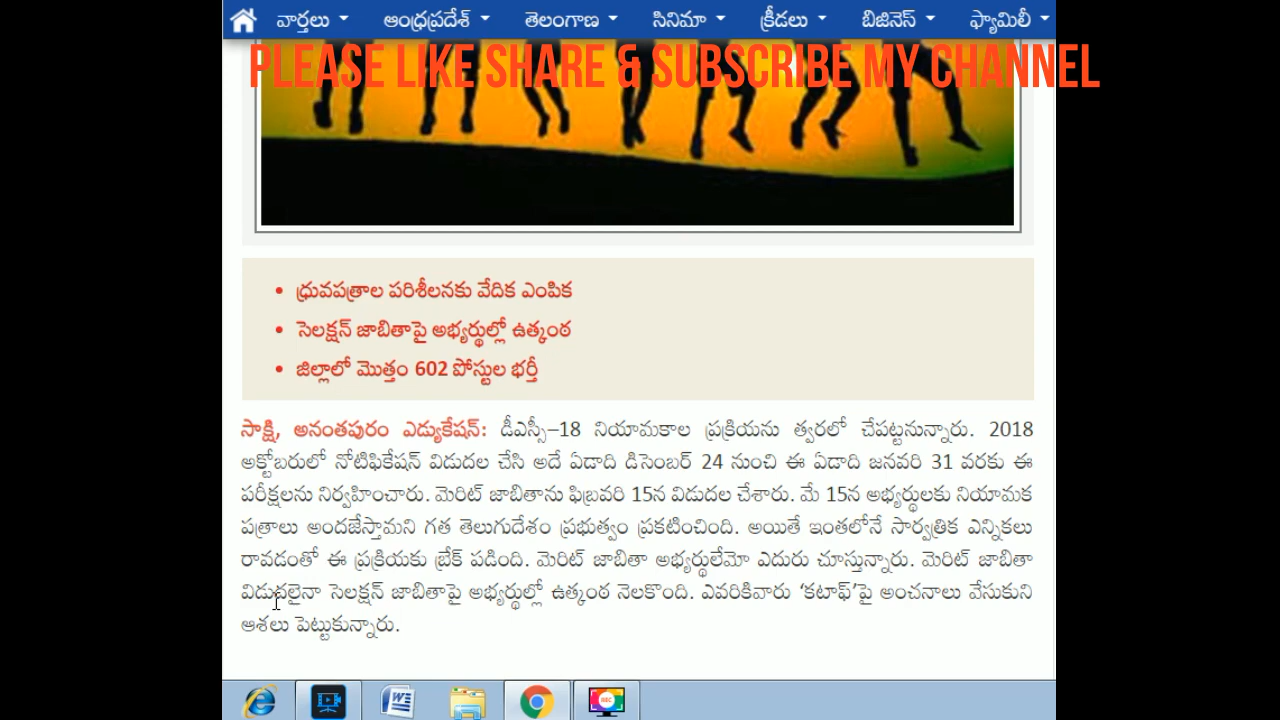 వార్తలు ఆంధ్రప్రదేశ్ తెలంగాణ సినిమా క్రీడలు బిజినెస్ ఫ్యామిలీ
PLEASE LIKE SHARE & SUBSCRIBE MY CHANNEL
• ధ్రువపత్రాల పరిశీలనకు వేదిక ఎంపిక
• సెలక్షన్ జాబితాపై అభ్యర్థుల్లో ఉత్కంఠ
• జిల్లాలో మొత్తం 602 పోస్టుల భర్తీ
సాక్షి, అనంతపురం ఎడ్యుకేషన్: డీఎస్సీ–18 నియామకాల ప్రక్రియను త్వరలో చేపట్టనున్నారు. 2018
అక్టోబరులో నోటిఫికేషన్ విడుదల చేసి అదే ఏడాది డిసెంబర్ 24 నుంచి ఈ ఏడాది జనవరి 31 వరకు ఈ
పరీక్షలను నిర్వహించారు. మెరిట్ జాబితాను ఫిబ్రవరి 15న విడుదల చేశారు. మే 15న అభ్యర్థులకు నియామక
పత్రాలు అందజేస్తామని గత తెలుగుదేశం ప్రభుత్వం ప్రకటించింది. అయితే ఇంతలోనే సార్వత్రిక ఎన్నికలు
రావడంతో ఈ ప్రక్రియకు బ్రేక్ పడింది. మెరిట్ జాబితా అభ్యర్థులేమో ఎదురు చూస్తున్నారు. మెరిట్ జాబితా
విడుదలైనా సెలక్షన్ జాబితాపై అభ్యర్థుల్లో ఉత్కంఠ నెలకొంది. ఎవరికివారు ‘కటాఫ్’పై అంచనాలు వేసుకుని
ఆశలు పెట్టుకున్నారు.
REC